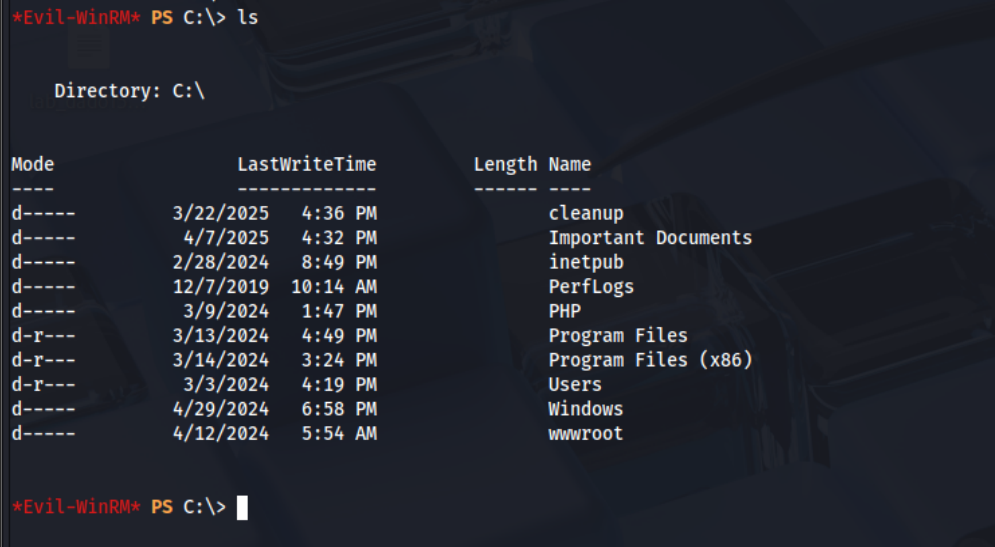 *Evil-WinRM* PS C:\> ls
Directory: C:\
Mode                 LastWriteTime         Length Name
----                 -------------         ------ ----
d-----         3/22/2025   4:36 PM                cleanup
d-----          4/7/2025   4:32 PM                Important Documents
d-----         2/28/2024   8:49 PM                inetpub
d-----         12/7/2019  10:14 AM                PerfLogs
d-----          3/9/2024   1:47 PM                PHP
d-r---         3/13/2024   4:49 PM                Program Files
d-r---         3/14/2024   3:24 PM                Program Files (x86)
d-r---          3/3/2024   4:19 PM                Users
d-----         4/29/2024   6:58 PM                Windows
d-----         4/12/2024   5:54 AM                wwwroot
*Evil-WinRM* PS C:\>